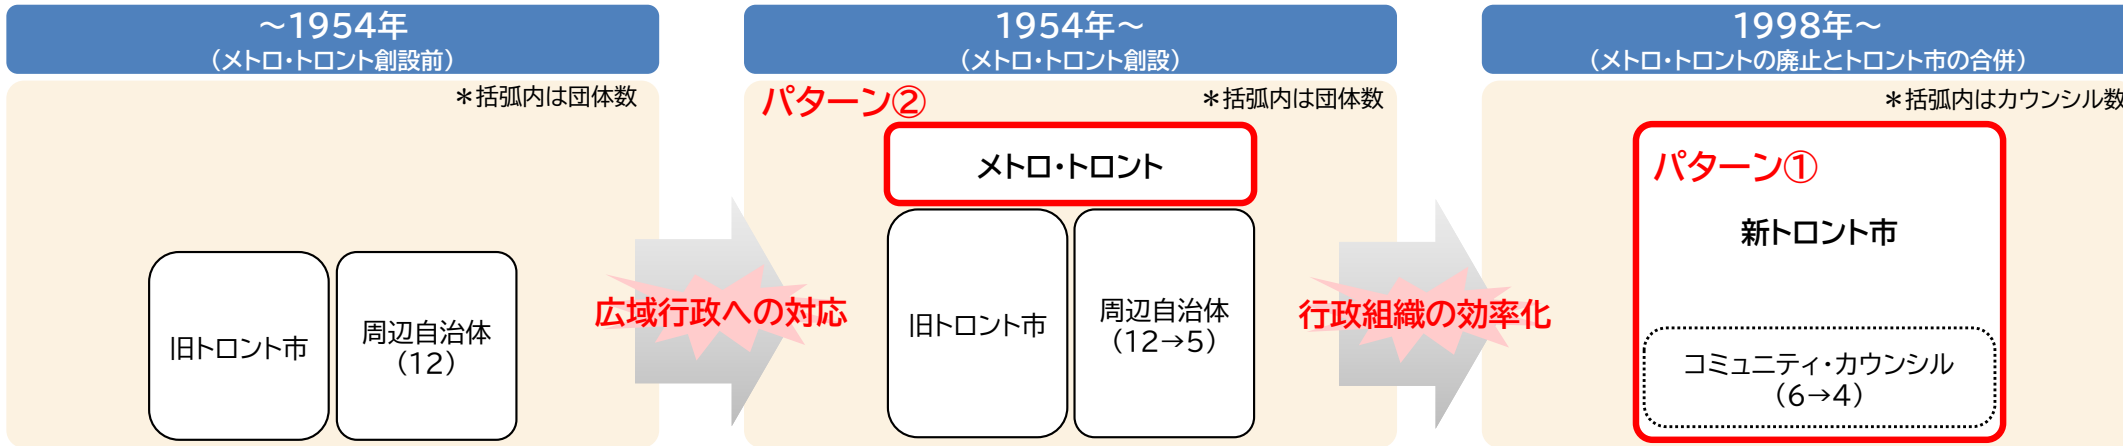 ～1954年
（メトロ・トロント創設前）
＊括弧内は団体数
旧トロント市
周辺自治体
（12）
広域行政への対応
1954年～
（メトロ・トロント創設）
パターン②
＊括弧内は団体数
メトロ・トロント
旧トロント市
周辺自治体
（12→5）
行政組織の効率化
1998年～
（メトロ・トロントの廃止とトロント市の合併）
＊括弧内はカウンシル数
パターン①
新トロント市
コミュニティ・カウンシル
（6→4）